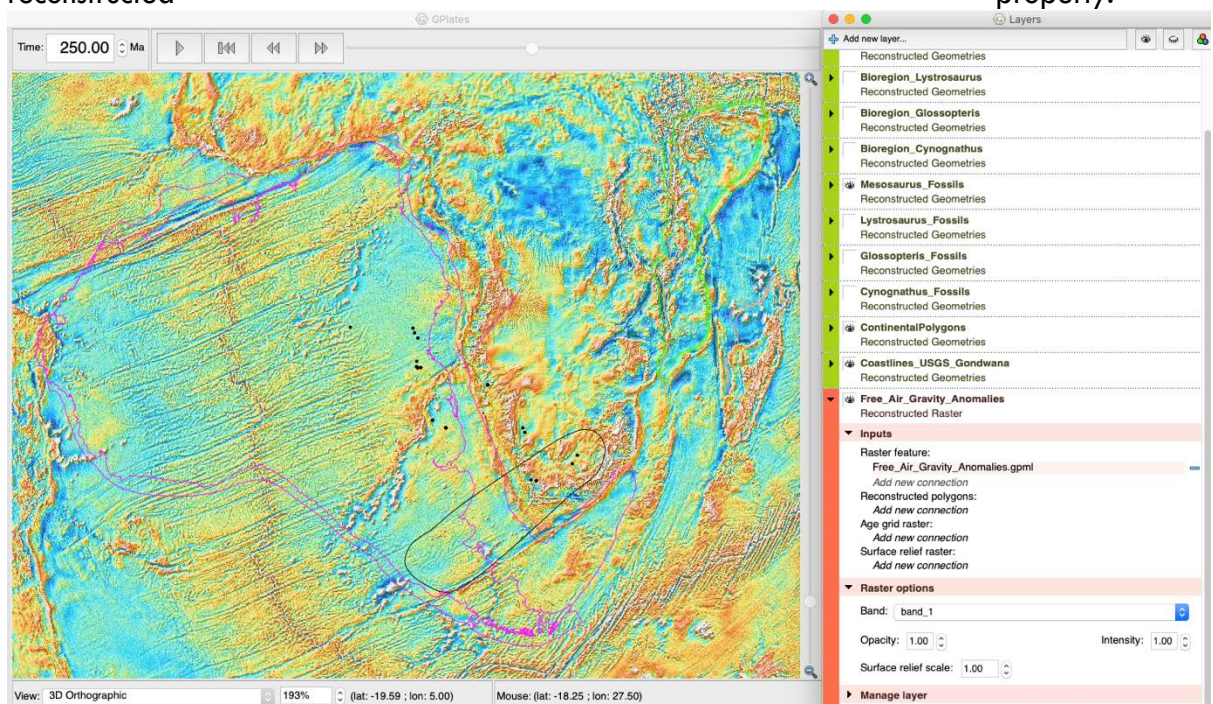 reconstructed property.
GPlates
Time: 250.00 Ma
Layers
Add new layer...
Reconstructed Geometries
Bioregion_Lystrosaurus
Reconstructed Geometries
Bioregion_Glossopteris
Reconstructed Geometries
Bioregion_Cynognathus
Reconstructed Geometries
Mesosaurus_Fossils
Reconstructed Geometries
Lystrosaurus_Fossils
Reconstructed Geometries
Glossopteris_Fossils
Reconstructed Geometries
Cynognathus_Fossils
Reconstructed Geometries
ContinentalPolygons
Reconstructed Geometries
Coastlines_USGS_Gondwana
Reconstructed Geometries
Free_Air_Gravity_Anomalies
Reconstructed Raster
Inputs
Raster feature:
Free_Air_Gravity_Anomalies.gpml
Add new connection
Reconstructed polygons:
Add new connection
Age grid raster:
Add new connection
Surface relief raster:
Add new connection
Raster options
Band: band_1
Opacity: 1.00 Intensity: 1.00
Surface relief scale: 1.00
Manage layer
View: 3D Orthographic 193% (lat: -19.59 ; lon: 5.00) Mouse: (lat: -18.25 ; lon: 27.50)